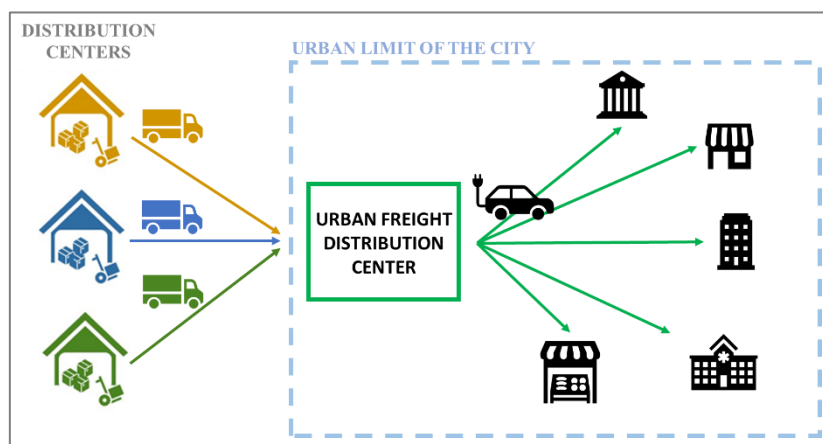 DISTRIBUTION
CENTERS
URBAN LIMIT OF THE CITY
URBAN FREIGHT
DISTRIBUTION
CENTER